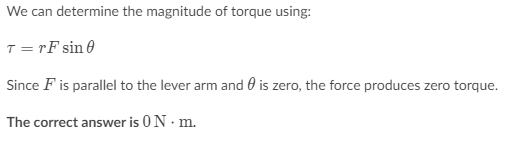 We can determine the magnitude of torque using:
τ = rF sin θ
Since F is parallel to the lever arm and θ is zero, the force produces zero torque.
The correct answer is 0 N · m.